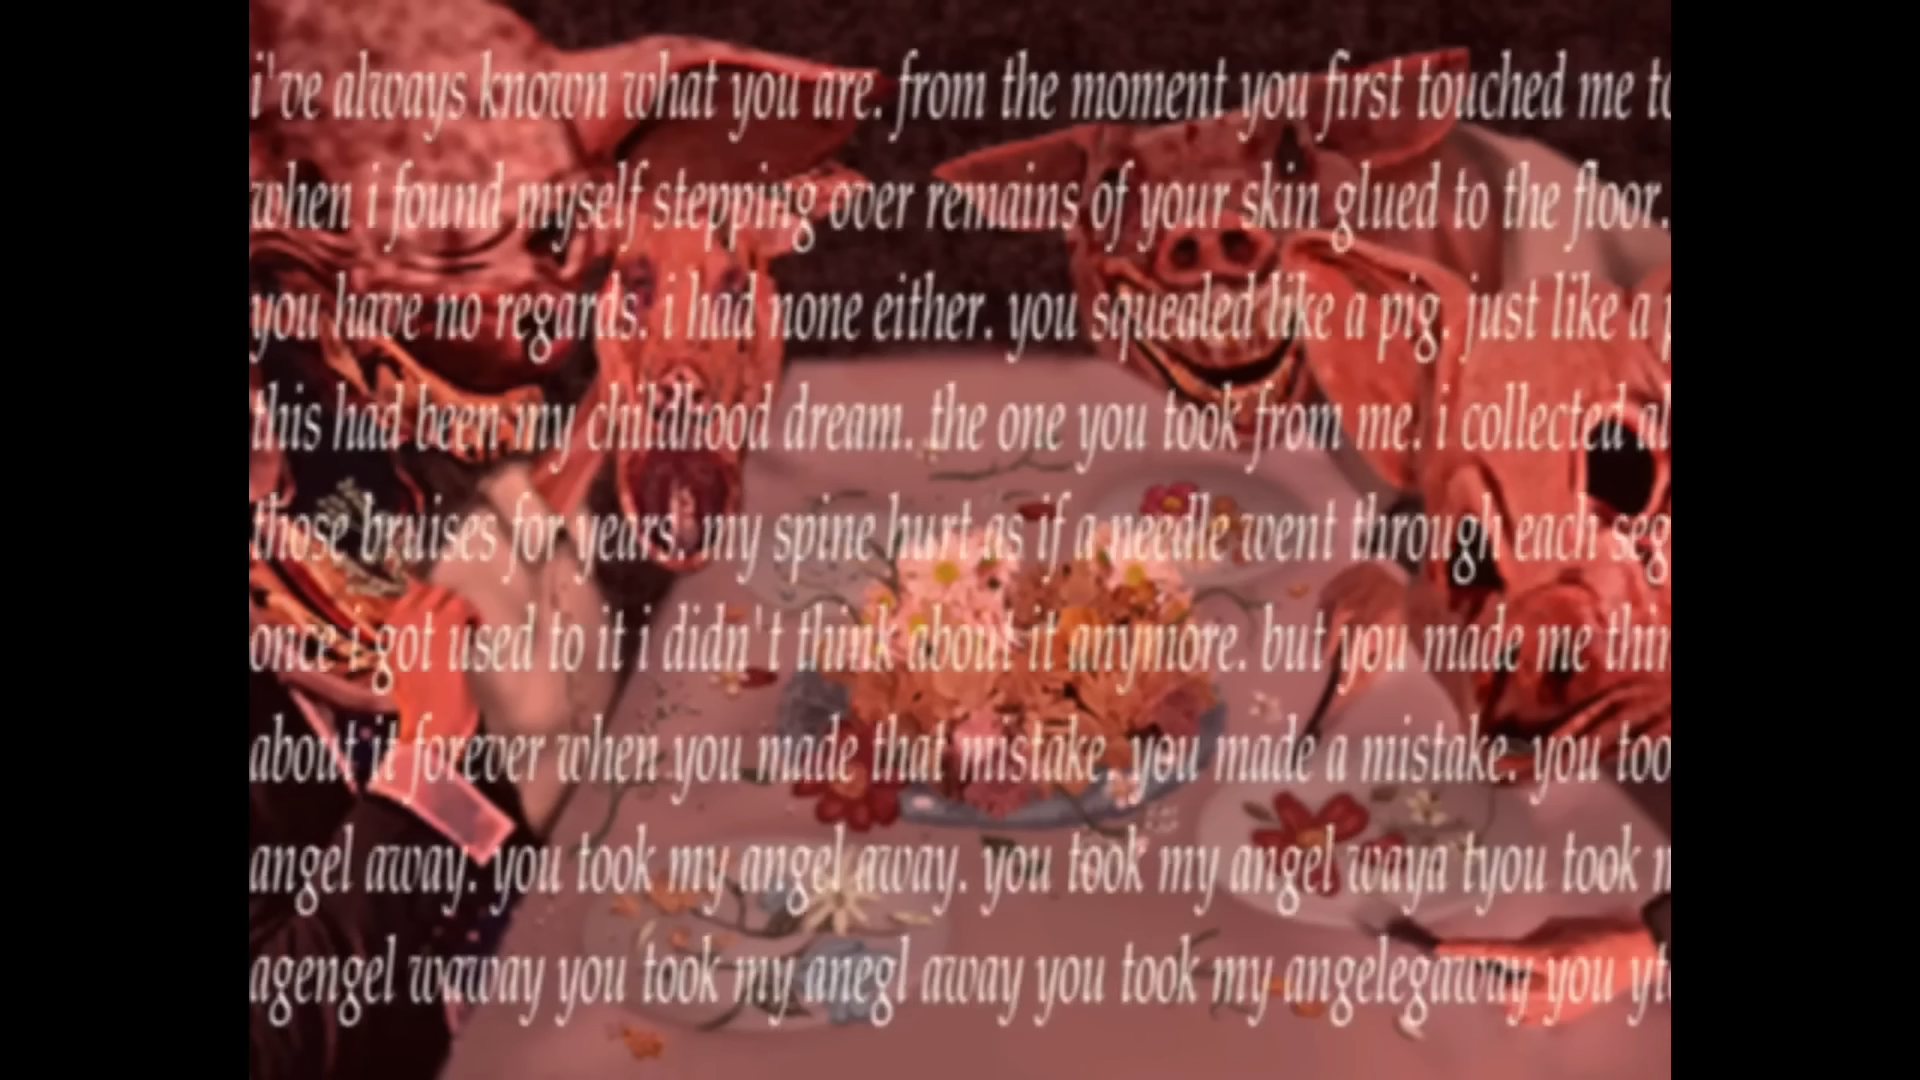 i've always known what you are. from the moment you first touched me to
when i found myself stepping over remains of your skin glued to the floor.
you have no regards. i had none either. you squealed like a pig. just like a p
this had been my childhood dream. the one you took from me. i collected al
those bruises for years. my spine hurt as if a needle went through each seg
once i got used to it i didn't think about it anymore. but you made me thin
about it forever when you made that mistake. you made a mistake. you too
angel away. you took my angel away. you took my angel waya tyou took m
agengel waway you took my anegl away you took my angelegaway you yto